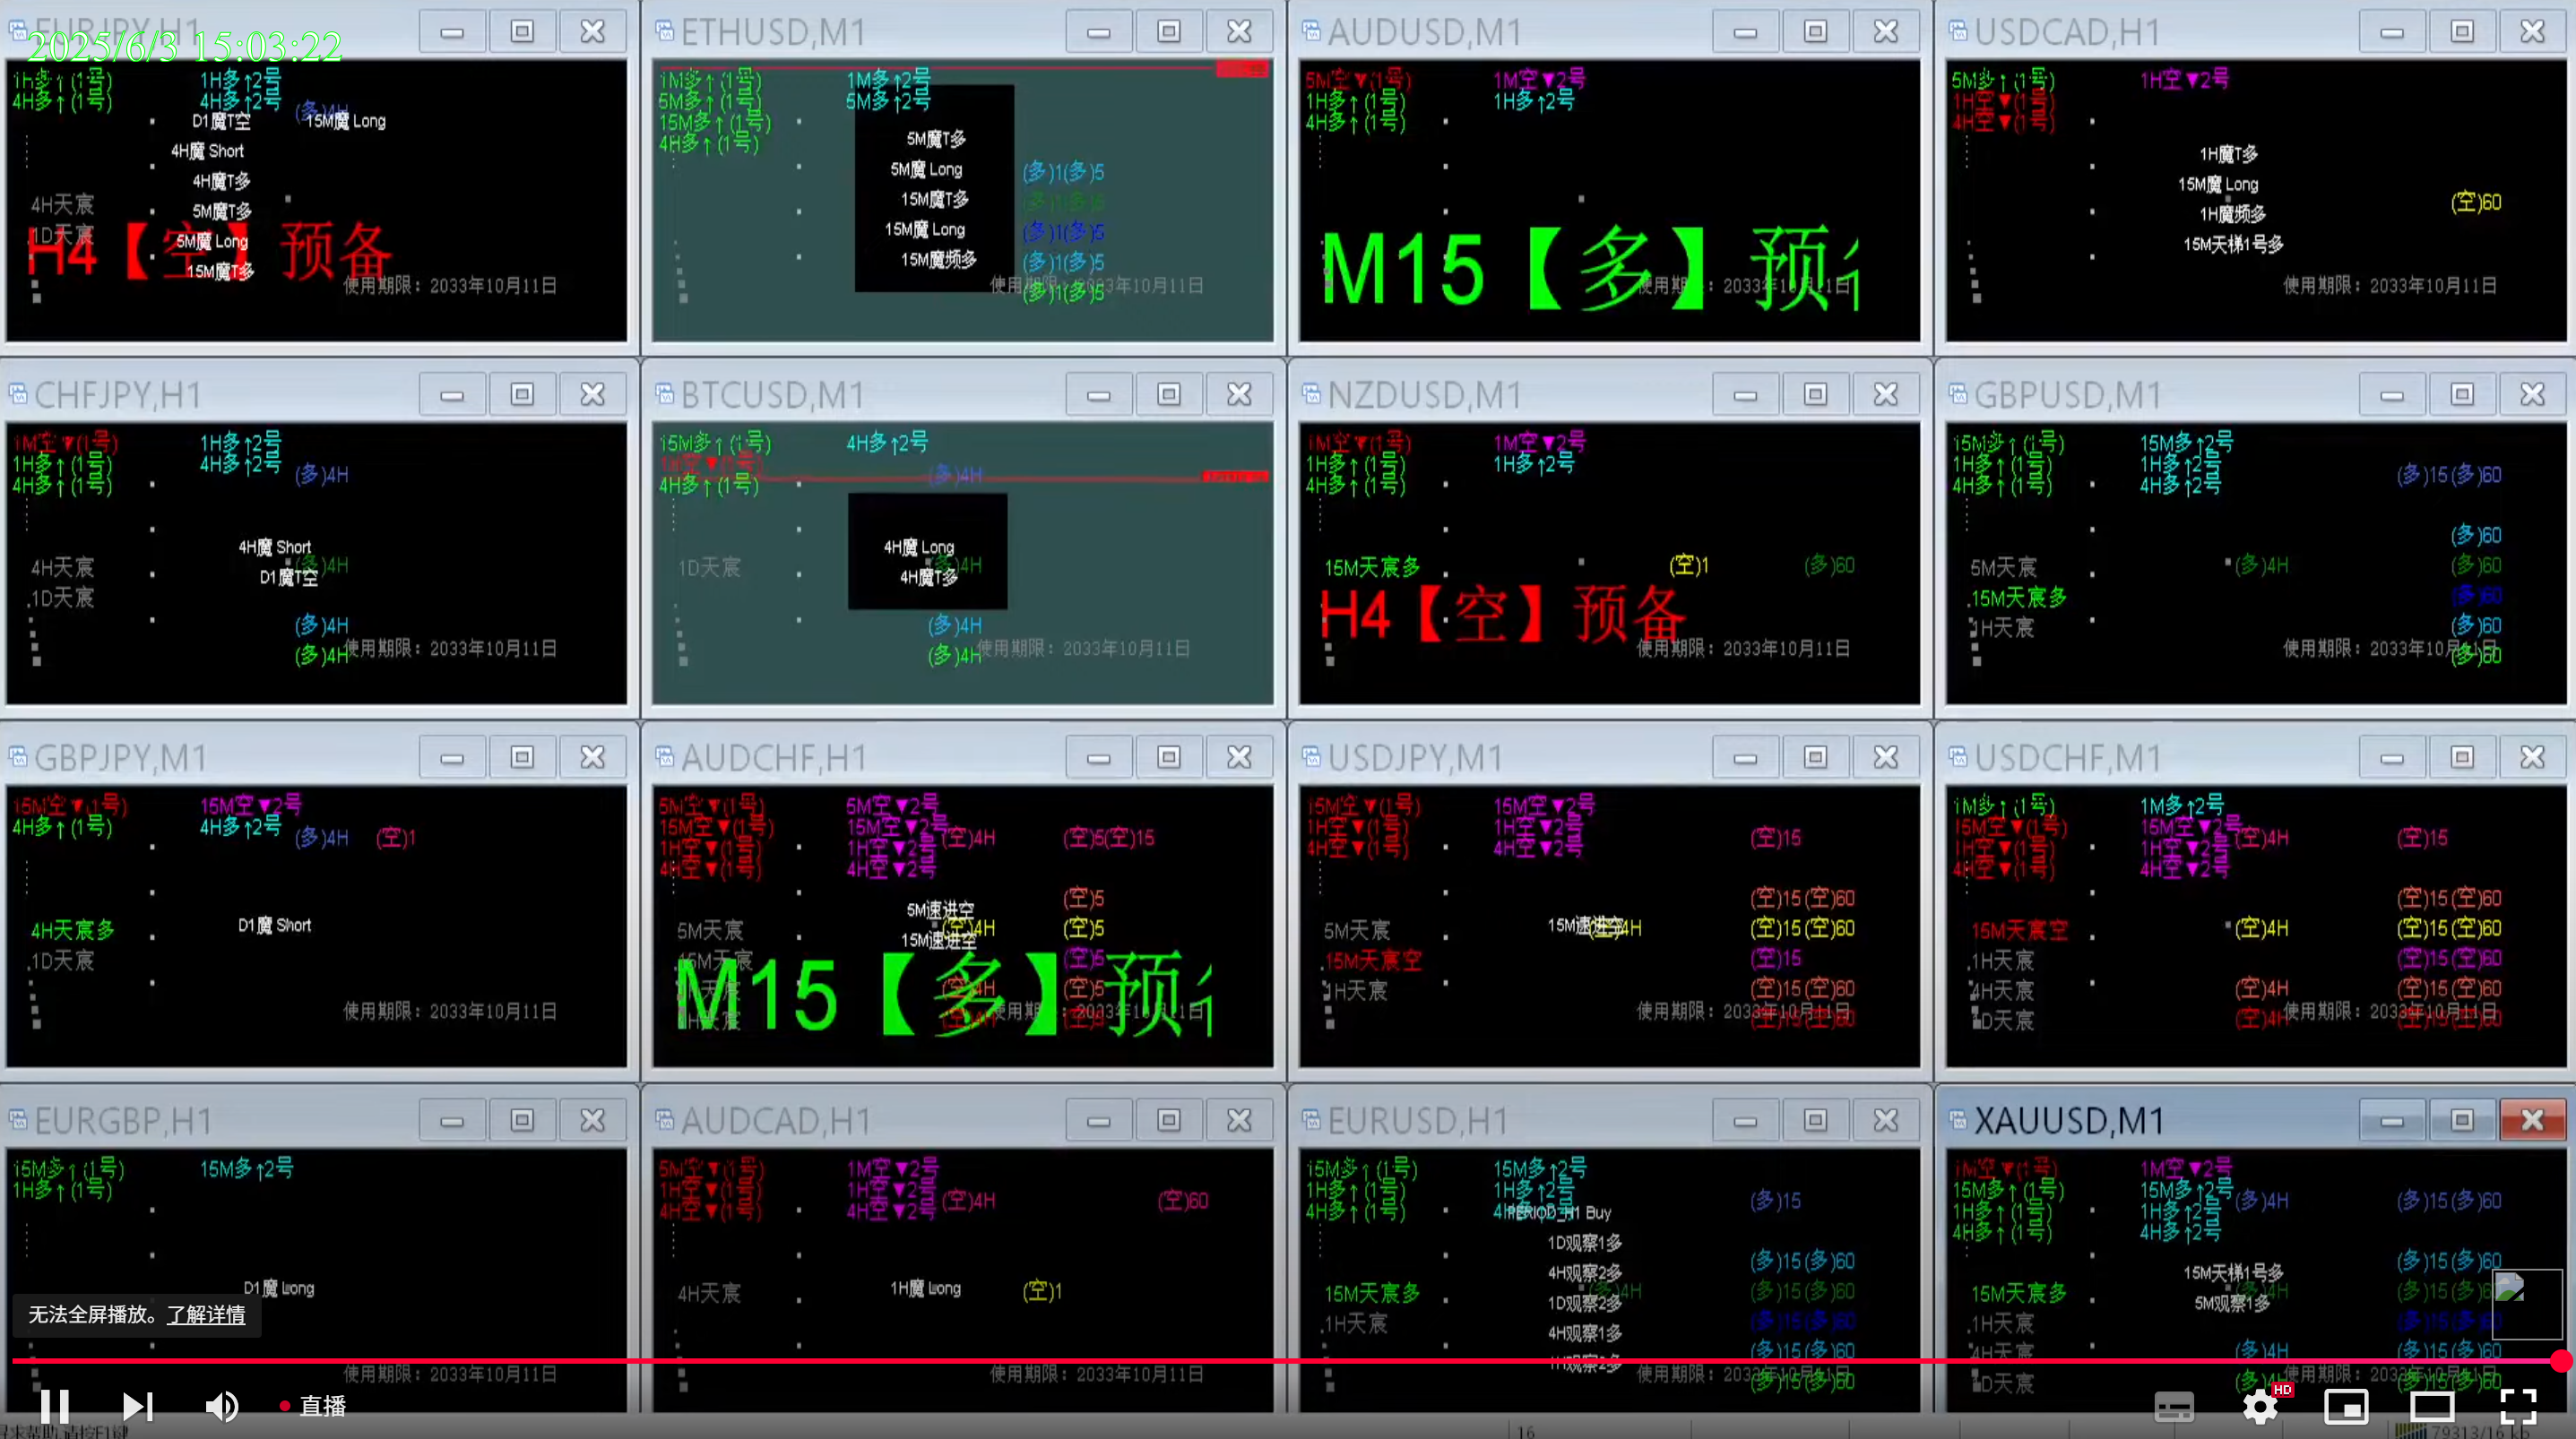 EURJPY,H1
2025/6/3 15:03:22
1H多↑(1号) 1H多↑2号
4H多↑(1号) 4H多↑2号
(多)4H
D1魔T空 15M魔 Long
4H魔 Short
4H魔T多
4H天宸
5M魔T多
1D天宸
5M魔 Long
H4【空】预备
15M魔T多
使用期限：2033年10月11日
ETHUSD,M1
1M多↑(1号) 1M多↑2号
5M多↑(1号) 5M多↑2号
15M多↑(1号)
4H多↑(1号)
5M魔T多
5M魔 Long (多)1(多)5
15M魔T多
15M魔 Long (多)1(多)5
15M魔频多 (多)1(多)5
使用期限：2033年10月11日
(多)1(多)5
AUDUSD,M1
5M空▼(1号) 1M空▼2号
1H多↑(1号) 1H多↑2号
4H多↑(1号)
M15【多】预
使用期限：2033年10月11日
USDCAD,H1
5M多↑(1号) 1H空▼2号
1H空▼(1号)
4H空▼(1号)
1H魔T多
15M魔 Long
(空)60
1H魔频多
15M天梯1号多
使用期限：2033年10月11日
CHFJPY,H1
1M空▼(1号) 1H多↑2号
1H多↑(1号) 4H多↑2号
4H多↑(1号) (多)4H
4H魔 Short
4H天宸 (多)4H
D1魔T空
1D天宸
(多)4H
(多)4H
使用期限：2033年10月11日
BTCUSD,M1
15M多↑(1号) 4H多↑2号
1H空▼(1号)
4H多↑(1号) (多)4H
4H魔 Long
1D天宸 (多)4H
4H魔T多
(多)4H
(多)4H
使用期限：2033年10月11日
NZDUSD,M1
1M空▼(1号) 1M空▼2号
1H多↑(1号) 1H多↑2号
4H多↑(1号)
15M天宸多 (空)1 (多)60
H4【空】预备
使用期限：2033年10月11日
GBPUSD,M1
15M多↑(1号) 15M多↑2号
1H多↑(1号) 1H多↑2号
4H多↑(1号) 4H多↑2号
(多)15(多)60
(多)60
5M天宸 (多)4H (多)60
15M天宸多 (多)60
1H天宸 (多)60
使用期限：2033年10月11日
(多)60
GBPJPY,M1
15M空▼(1号) 15M空▼2号
4H多↑(1号) 4H多↑2号
(多)4H (空)1
4H天宸多 D1魔 Short
1D天宸
使用期限：2033年10月11日
AUDCHF,H1
5M空▼(1号) 5M空▼2号
15M空▼(1号) 15M空▼2号
1H空▼(1号) 1H空▼2号
4H空▼(1号) 4H空▼2号
(空)4H (空)5(空)15
(空)5
5M速进空
5M天宸 (空)4H (空)5
15M速进空
15M天宸 (空)5
M15【多】预
(空)4H (空)5
使用期限：2033年10月11日
USDJPY,M1
15M空▼(1号) 15M空▼2号
1H空▼(1号) 1H空▼2号
4H空▼(1号) 4H空▼2号
(空)15
(空)15(空)60
5M天宸 15M速进空 (空)4H (空)15(空)60
15M天宸空 (空)15
1H天宸 (空)15(空)60
使用期限：2033年10月11日
(空)15(空)60
USDCHF,M1
1M多↑(1号) 1M多↑2号
15M空▼(1号) 15M空▼2号
1H空▼(1号) 1H空▼2号
4H空▼(1号) 4H空▼2号
(空)4H (空)15
(空)15(空)60
15M天宸空 (空)4H (空)15(空)60
1H天宸 (空)15(空)60
4H天宸 (空)4H (空)15(空)60
使用期限：2033年10月11日
1D天宸 (空)4H (空)15(空)60
EURGBP,H1
15M多↑(1号) 15M多↑2号
1H多↑(1号)
D1魔 Long
无法全屏播放。了解详情
使用期限：2033年10月11日
AUDCAD,H1
5M空▼(1号) 1M空▼2号
1H空▼(1号) 1H空▼2号
4H空▼(1号) 4H空▼2号
(空)4H (空)60
4H天宸 1H魔 Long (空)1
使用期限：2033年10月11日
EURUSD,H1
15M多↑(1号) 15M多↑2号
1H多↑(1号) 1H多↑2号
4H多↑(1号) 4H多↑2号
(多)15
PERIOD_H1 Buy
1D观察1多
4H观察2多 (多)15(多)60
15M天宸多 (多)4H (多)15(多)60
1D观察2多
1H天宸 (多)15(多)60
4H观察1多
1H观察2多 (多)15(多)60
使用期限：2033年10月11日
(多)15(多)60
XAUUSD,M1
1M空▼(1号) 1M空▼2号
15M多↑(1号) 15M多↑2号
1H多↑(1号) 1H多↑2号
4H多↑(1号) 4H多↑2号
(多)4H (多)15(多)60
15M天梯1号多 (多)15(多)60
15M天宸多 (多)4H
5M观察1多
1H天宸
4H天宸 (多)4H (多)15(多)60
使用期限：2033年10月11日
1D天宸 (多)4H (多)15(多)60
直播
HD
16
79313/16 kb